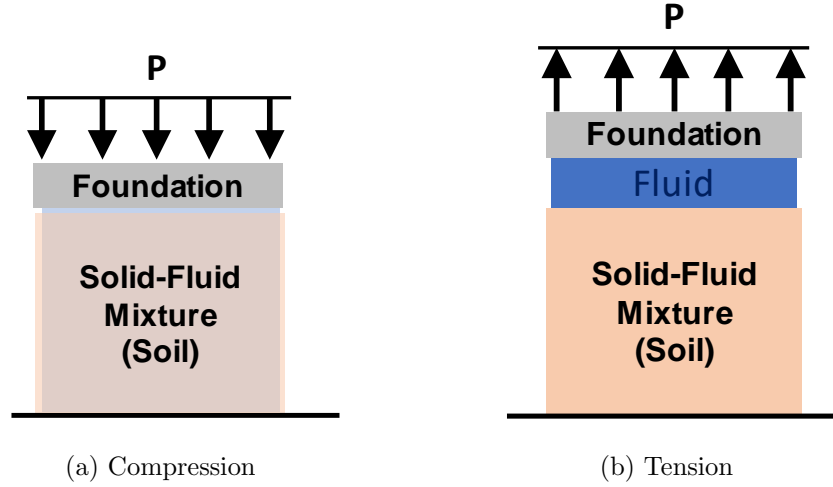 P
Foundation
Solid-Fluid
Mixture
(Soil)
(a) Compression
P
Foundation
Fluid
Solid-Fluid
Mixture
(Soil)
(b) Tension